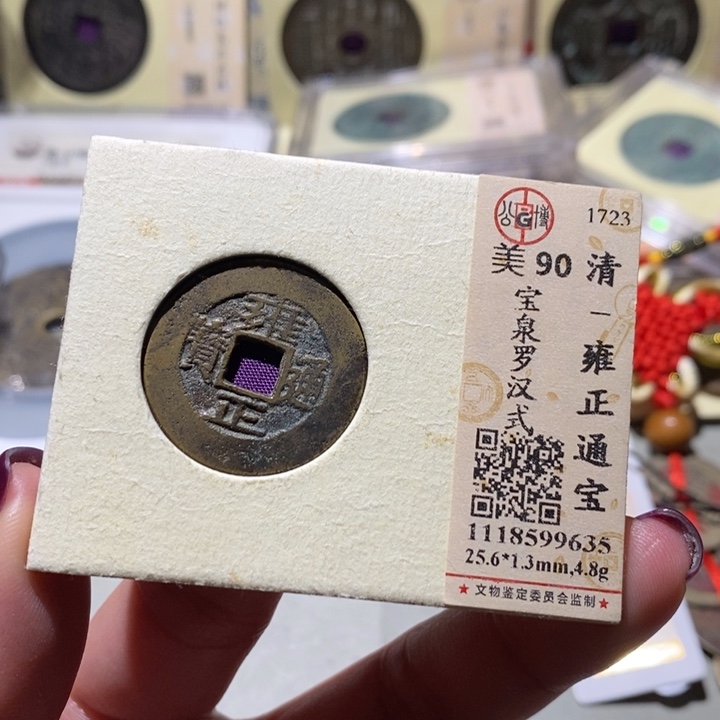 雍正通寶
公G博
1723
美 90
清-雍正通宝
宝泉罗汉式
1118599635
25.6*1.3mm,4.8g
★ 文物鉴定委员会监制 ★